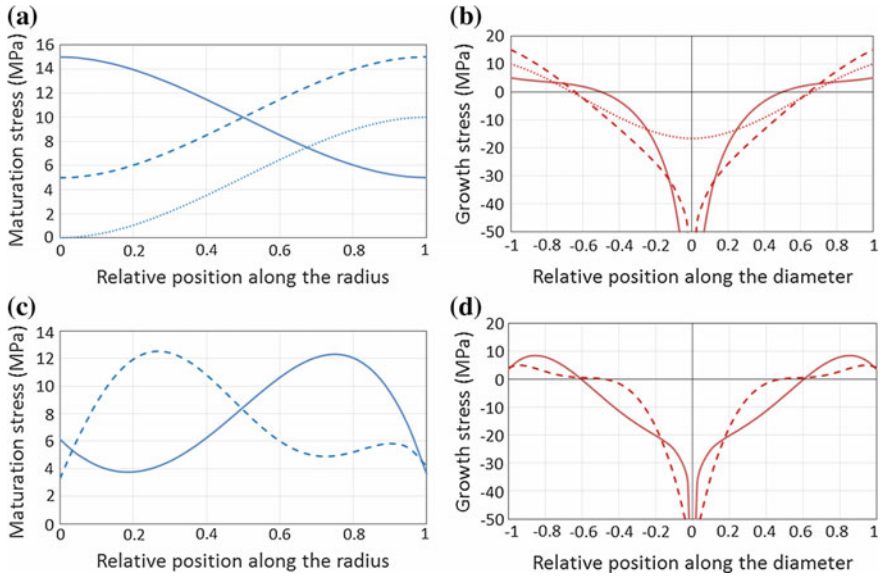 (a)
Maturation stress (MPa)
16
14
12
10
8
6
4
2
0
0 0.2 0.4 0.6 0.8 1
Relative position along the radius
(b)
Growth stress (MPa)
20
10
0
-10
-20
-30
-40
-50
-1 -0.8 -0.6 -0.4 -0.2 0 0.2 0.4 0.6 0.8 1
Relative position along the diameter
(c)
Maturation stress (MPa)
14
12
10
8
6
4
2
0
0 0.2 0.4 0.6 0.8 1
Relative position along the radius
(d)
Growth stress (MPa)
20
10
0
-10
-20
-30
-40
-50
-1 -0.8 -0.6 -0.4 -0.2 0 0.2 0.4 0.6 0.8 1
Relative position along the diameter